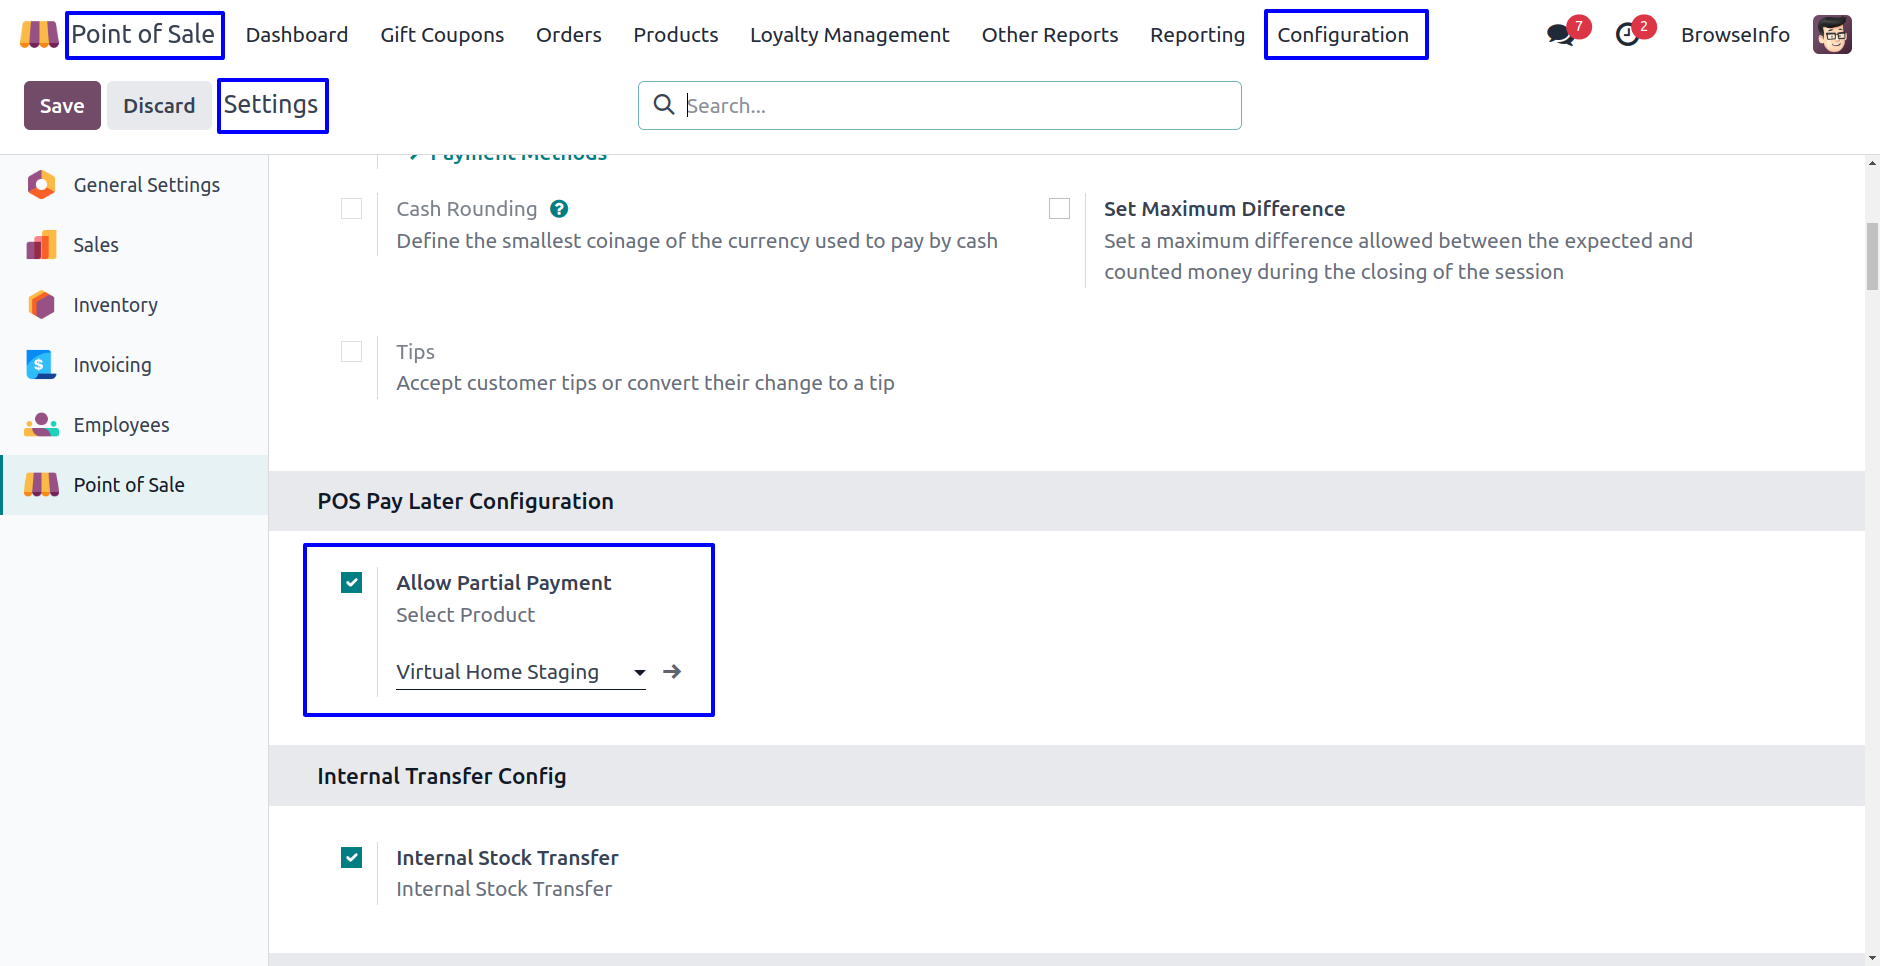 Point of Sale Dashboard Gift Coupons Orders Products Loyalty Management Other Reports Reporting Configuration 7 2 BrowseInfo
Save Discard Settings Search...
Payment Methods
General Settings
Sales
Inventory
Invoicing
$
Employees
Point of Sale
Cash Rounding ?
Define the smallest coinage of the currency used to pay by cash
Set Maximum Difference
Set a maximum difference allowed between the expected and
counted money during the closing of the session
Tips
Accept customer tips or convert their change to a tip
POS Pay Later Configuration
Allow Partial Payment
Select Product
Virtual Home Staging
Internal Transfer Config
Internal Stock Transfer
Internal Stock Transfer